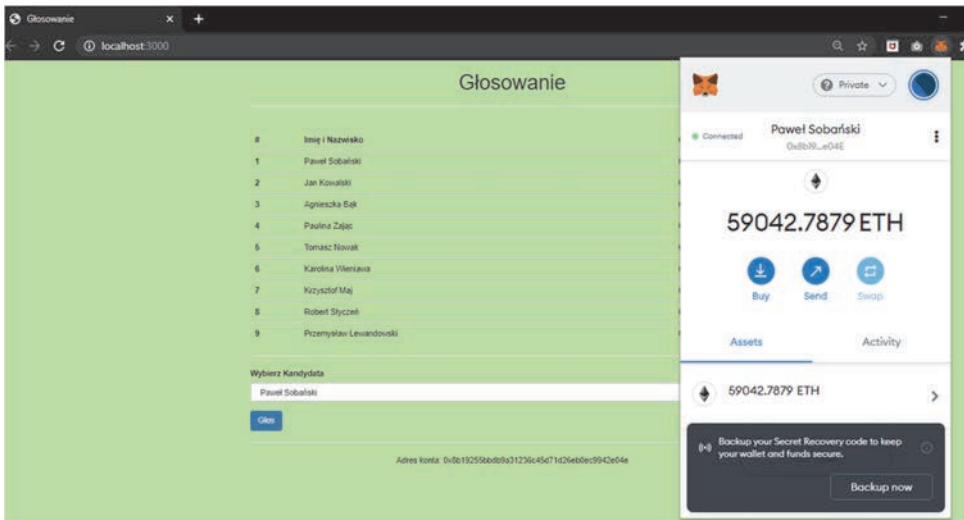 Głosowanie
localhost:3000
Głosowanie
# Imię i Nazwisko
1 Paweł Sobański
2 Jan Kowalski
3 Agnieszka Bąk
4 Paulina Zając
5 Tomasz Nowak
6 Karolina Wieniawa
7 Krzysztof Maj
8 Robert Styczeń
9 Przemysław Lewandowski
Wybierz Kandydata
Paweł Sobański
Głos
Adres konta:
Private
Connected
Paweł Sobański
0x8b19...e04E
59042.7879 ETH
Buy Send Swap
Assets Activity
59042.7879 ETH
Backup your Secret Recovery code to keep
your wallet and funds secure.
Backup now